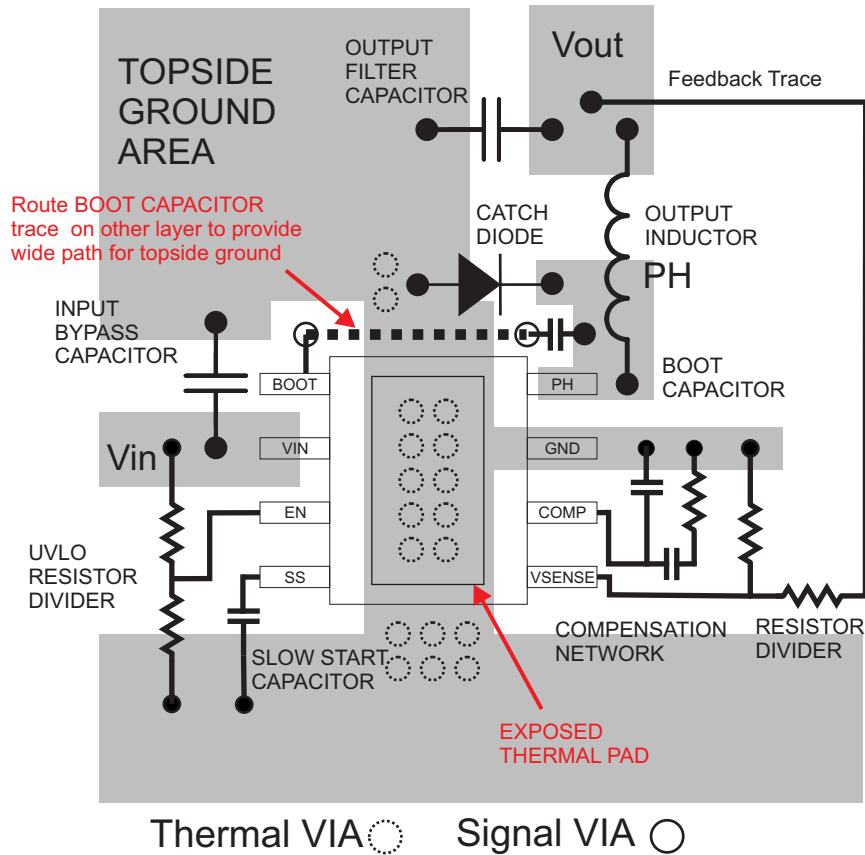 TOPSIDE
GROUND
AREA
OUTPUT
FILTER
CAPACITOR
Vout
Feedback Trace
Route BOOT CAPACITOR
trace on other layer to provide
wide path for topside ground
CATCH
DIODE
OUTPUT
INDUCTOR
PH
INPUT
BYPASS
CAPACITOR
BOOT
CAPACITOR
BOOT
PH
Vin
VIN
GND
EN
COMP
UVLO
RESISTOR
DIVIDER
SS
VSENSE
SLOW START
CAPACITOR
COMPENSATION
NETWORK
RESISTOR
DIVIDER
EXPOSED
THERMAL PAD
Thermal VIA
Signal VIA